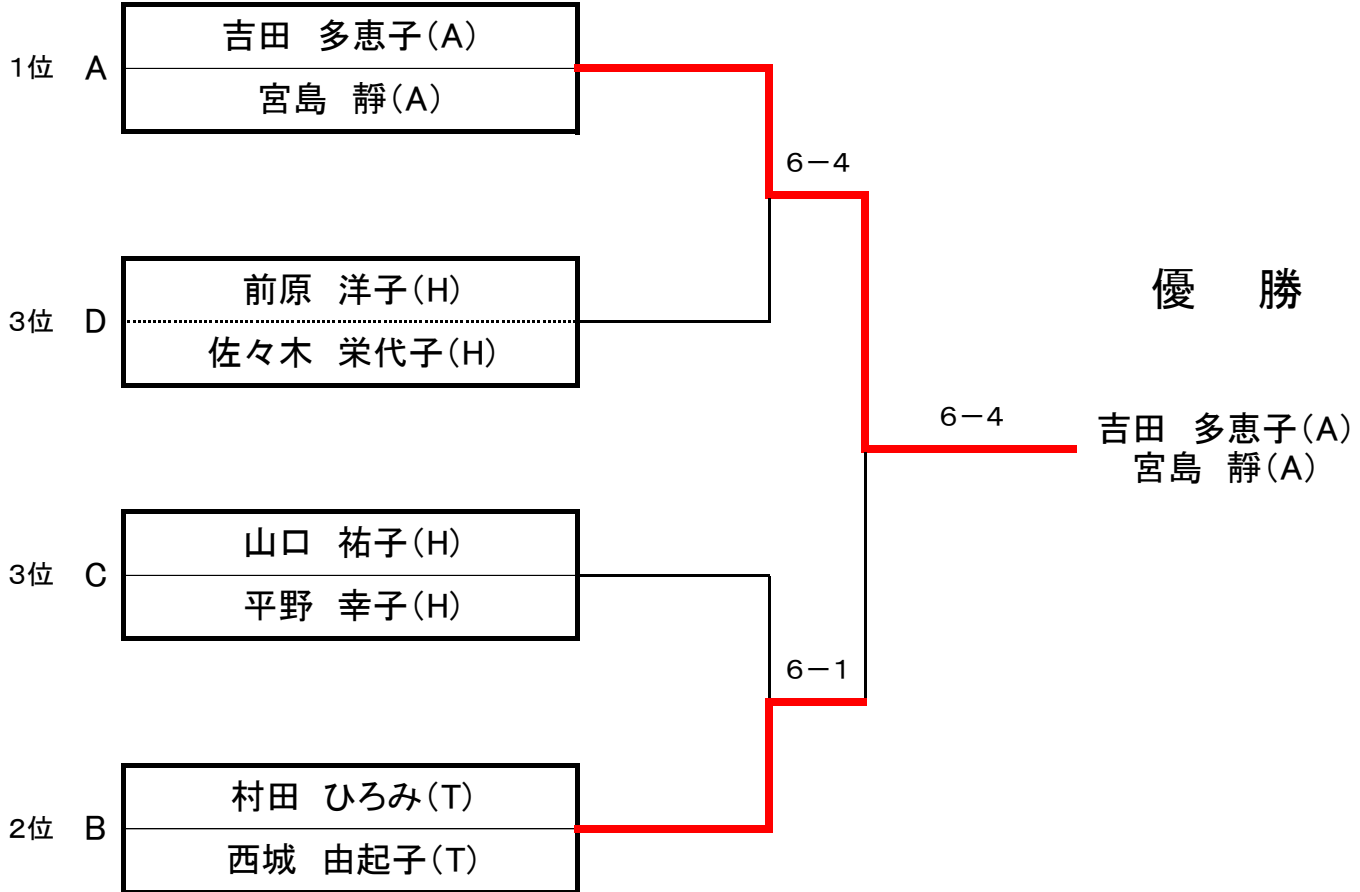 吉田　多恵子(A)
1位　A
宮島　靜(A)
6-4
前原　洋子(H)
優　勝
3位　D
佐々木　栄代子(H)
6-4
吉田　多恵子(A)
宮島　靜(A)
山口　祐子(H)
3位　C
平野　幸子(H)
6-1
村田　ひろみ(T)
2位　B
西城　由起子(T)